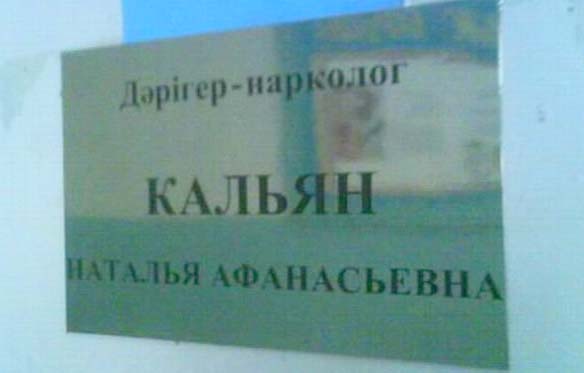 Дәрігер-нарколог
КАЛЬЯН
НАТАЛЬЯ АФАНАСЬЕВНА